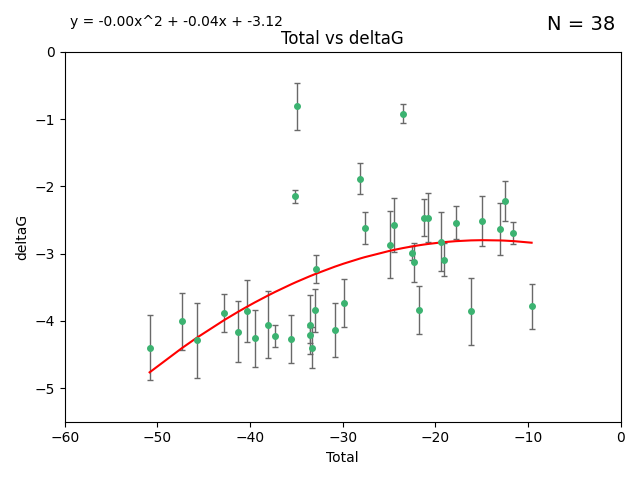 y = -0.00x^2 + -0.04x + -3.12
N = 38
Total vs deltaG
0
−1
−2
−3
−4
−5
deltaG
−60 −50 −40 −30 −20 −10 0
Total